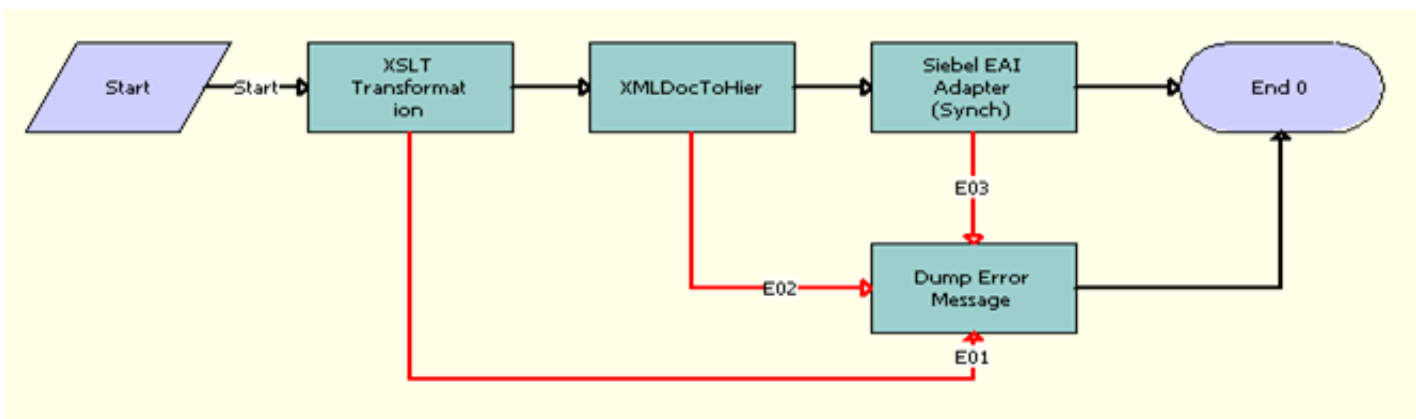 Start
Start
XSLT
Transformat
ion
XMLDocToHier
Siebel EAI
Adapter
(Synch)
End 0
E03
Dump Error
Message
E02
E01